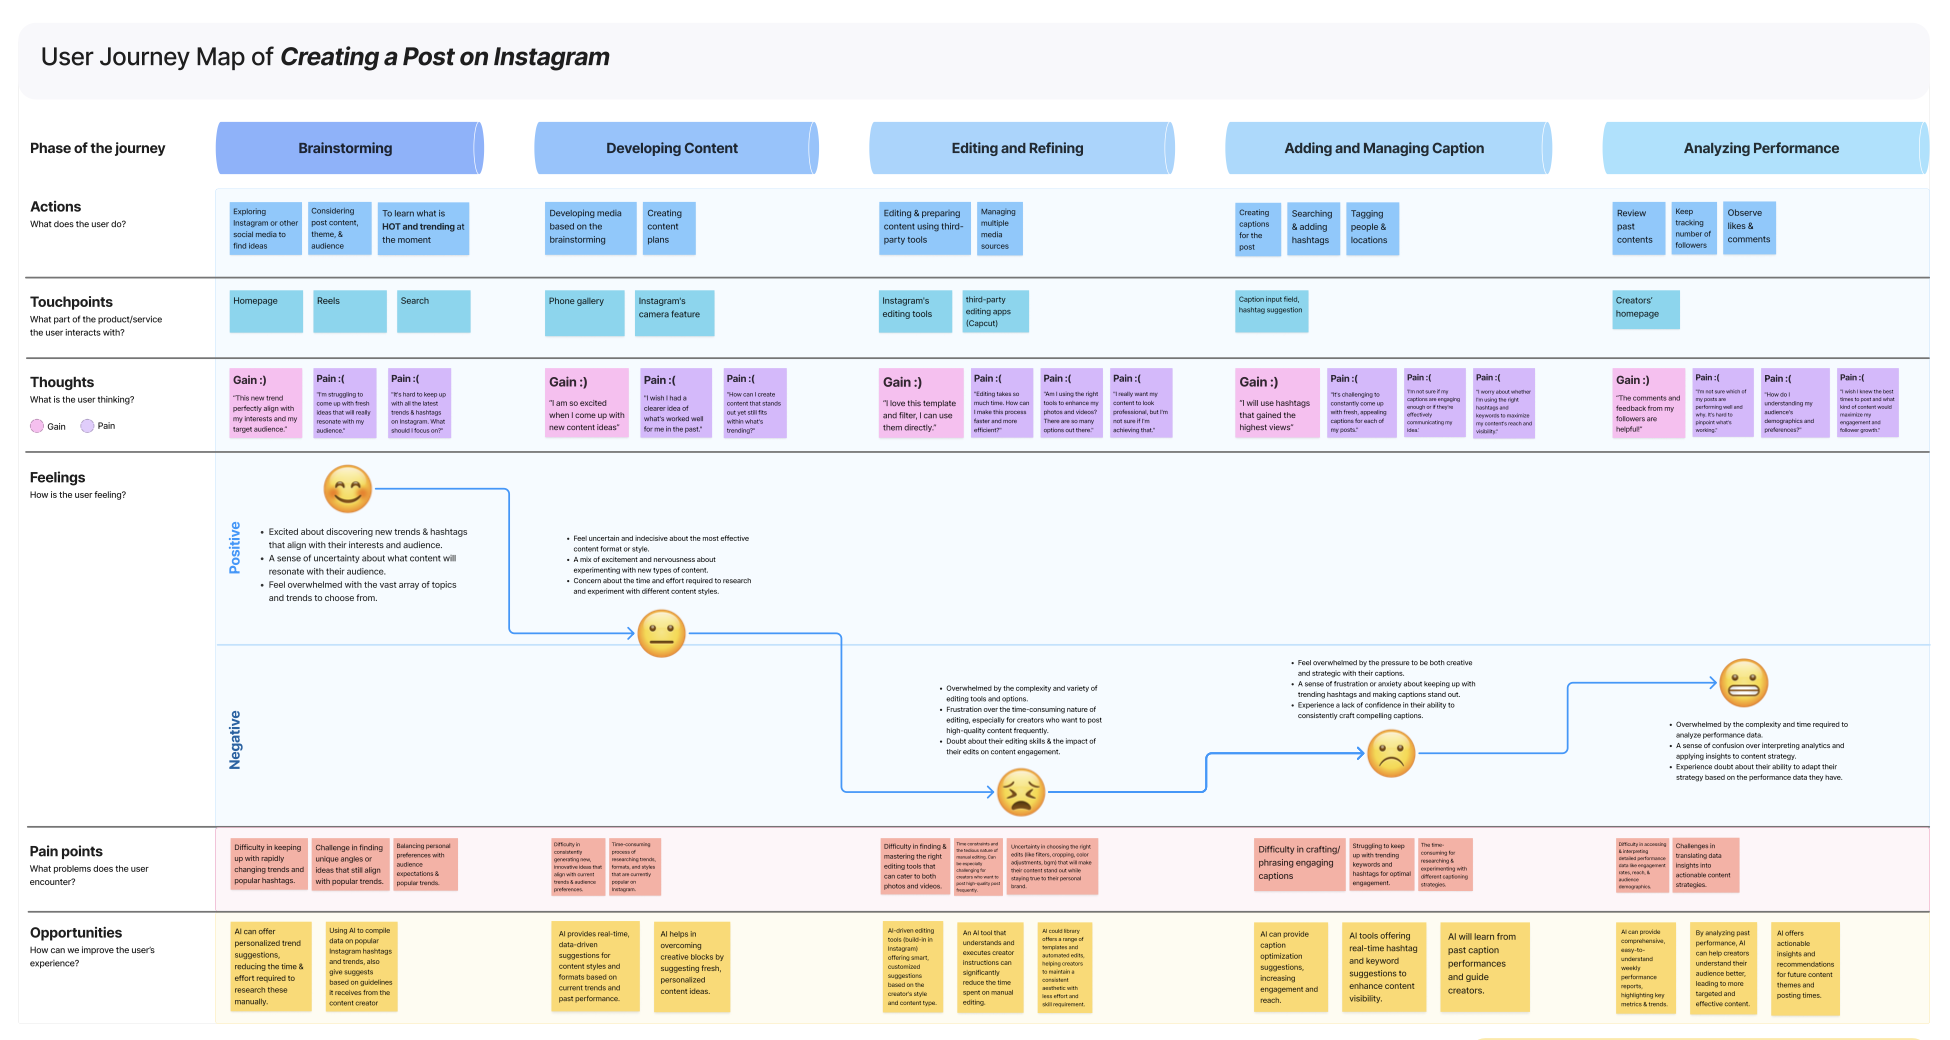 User Journey Map of Creating a Post on Instagram
Phase of the journey
Brainstorming
Developing Content
Editing and Refining
Adding and Managing Caption
Analyzing Performance
Actions
What does the user do?
Exploring
Instagram or other
social media to
find ideas
Considering
post content,
theme, &
audience
To learn what is
HOT and trending at
the moment
Developing media
based on the
brainstorming
Creating
content
plans
Editing & preparing
content using third-
party tools
Managing
multiple
media
sources
Creating
captions
for the
post
Searching
& adding
hashtags
Tagging
people &
locations
Review
past
contents
Keep
tracking
number of
followers
Observe
likes &
comments
Touchpoints
What part of the product/service
the user interacts with?
Homepage
Reels
Search
Phone gallery
Instagram's
camera feature
Instagram's
editing tools
third-party
editing apps
(Capcut)
Caption input field,
hashtag suggestion
Creators'
homepage
Thoughts
What is the user thinking?
Gain
Pain
Gain :)
"This new trend
perfectly align with
my interests and my
target audience."
Pain :(
"I'm struggling to
come up with fresh
ideas that will really
resonate with my
audience."
Pain :(
"It's hard to keep up
with all the latest
trends & hashtags
on Instagram. What
should I focus on?"
Gain :)
"I am so excited
when I come up with
new content ideas"
Pain :(
"I wish I had a
clearer idea of
what's worked well
for me in the past."
Pain :(
"How can I create
content that stands
out yet still fits
within what's
trending?"
Gain :)
"I love this template
and filter, I can use
them directly."
Pain :(
"Editing takes so
much time. How can
I make this process
faster and more
efficient?"
Pain :(
"Am I using the right
tools to enhance my
photos and videos?
There are so many
options out there."
Pain :(
"I really want my
content to look
professional, but I'm
not sure if I'm
achieving that."
Gain :)
"I will use hashtags
that gained the
highest views"
Pain :(
"It's challenging to
constantly come up
with fresh, appealing
captions for each of
my posts."
Pain :(
"I'm not sure if my
captions are engaging
enough or if they're
effectively
communicating my
idea."
Pain :(
"I worry about whether
I'm using the right
hashtags and
keywords to maximize
my content's reach and
visibility."
Gain :)
"The comments and
feedback from my
followers are
helpful!"
Pain :(
"I'm not sure which of
my posts are
performing well and
why. It's hard to
pinpoint what's
working."
Pain :(
"How do I
understanding my
audience's
demographics and
preferences?"
Pain :(
"I wish I knew the best
times to post and what
kind of content would
maximize my
engagement and
follower growth."
Feelings
How is the user feeling?
Positive
Negative
• Excited about discovering new trends & hashtags
that align with their interests and audience.
• A sense of uncertainty about what content will
resonate with their audience.
• Feel overwhelmed with the vast array of topics
and trends to choose from.
• Feel uncertain and indecisive about the most effective
content format or style.
• A mix of excitement and nervousness about
experimenting with new types of content.
• Concern about the time and effort required to research
and experiment with different content styles.
• Overwhelmed by the complexity and variety of
editing tools and options.
• Frustration over the time-consuming nature of
editing, especially for creators who want to post
high-quality content frequently.
• Doubt about their editing skills & the impact of
their edits on content engagement.
• Feel overwhelmed by the pressure to be both creative
and strategic with their captions.
• A sense of frustration or anxiety about keeping up with
trending hashtags and making captions stand out.
• Experience a lack of confidence in their ability to
consistently craft compelling captions.
• Overwhelmed by the complexity and time required to
analyze performance data.
• A sense of confusion over interpreting analytics and
applying insights to content strategy.
• Experience doubt about their ability to adapt their
strategy based on the performance data they have.
Pain points
What problems does the user
encounter?
Difficulty in keeping
up with rapidly
changing trends and
popular hashtags.
Challenge in finding
unique angles or
ideas that still align
with popular trends.
Balancing personal
preferences with
audience
expectations &
popular trends.
Difficulty in
consistently
generating new,
innovative ideas that
align with current
trends & audience
preferences.
Time-consuming
process of
researching trends,
formats, and styles
that are currently
popular on
Instagram.
Difficulty in finding &
mastering the right
editing tools that
can cater to both
photos and videos.
Time constraints and
the tedious nature of
manual editing. Can
be especially
challenging for
creators who want to
post high-quality post
frequently.
Uncertainty in choosing the right
edits (like filters, cropping, color
adjustments, bgm) that will make
their content stand out while
staying true to their personal
brand.
Difficulty in crafting/
phrasing engaging
captions
Struggling to keep
up with trending
keywords and
hashtags for optimal
engagement.
The time-
consuming for
researching &
experimenting with
different captioning
strategies.
Difficulty in accessing
& interpreting
detailed performance
data like engagement
rates, reach, &
audience
demographics.
Challenges in
translating data
insights into
actionable content
strategies.
Opportunities
How can we improve the user's
experience?
AI can offer
personalized trend
suggestions,
reducing the time &
effort required to
research these
manually.
Using AI to compile
data on popular
Instagram hashtags
and trends, also
give suggests
based on guidelines
it receives from the
content creator
AI provides real-time,
data-driven
suggestions for
content styles and
formats based on
current trends and
past performance.
AI helps in
overcoming
creative blocks by
suggesting fresh,
personalized
content ideas.
AI-driven editing
tools (build-in in
Instagram)
offering smart,
customized
suggestions
based on the
creator's style
and content type.
An AI tool that
understands and
executes creator
instructions can
significantly
reduce the time
spent on manual
editing.
AI could library
offers a range of
templates and
automated edits,
helping creators
to maintain a
consistent
aesthetic with
less effort and
skill requirement.
AI can provide
caption
optimization
suggestions,
increasing
engagement and
reach.
AI tools offering
real-time hashtag
and keyword
suggestions to
enhance content
visibility.
AI will learn from
past caption
performances
and guide
creators.
AI can provide
comprehensive,
easy-to-
understand
weekly
performance
reports,
highlighting key
metrics & trends.
By analyzing past
performance, AI
can help creators
understand their
audience better,
leading to more
targeted and
effective content.
AI offers
actionable
insights and
recommendations
for future content
themes and
posting times.